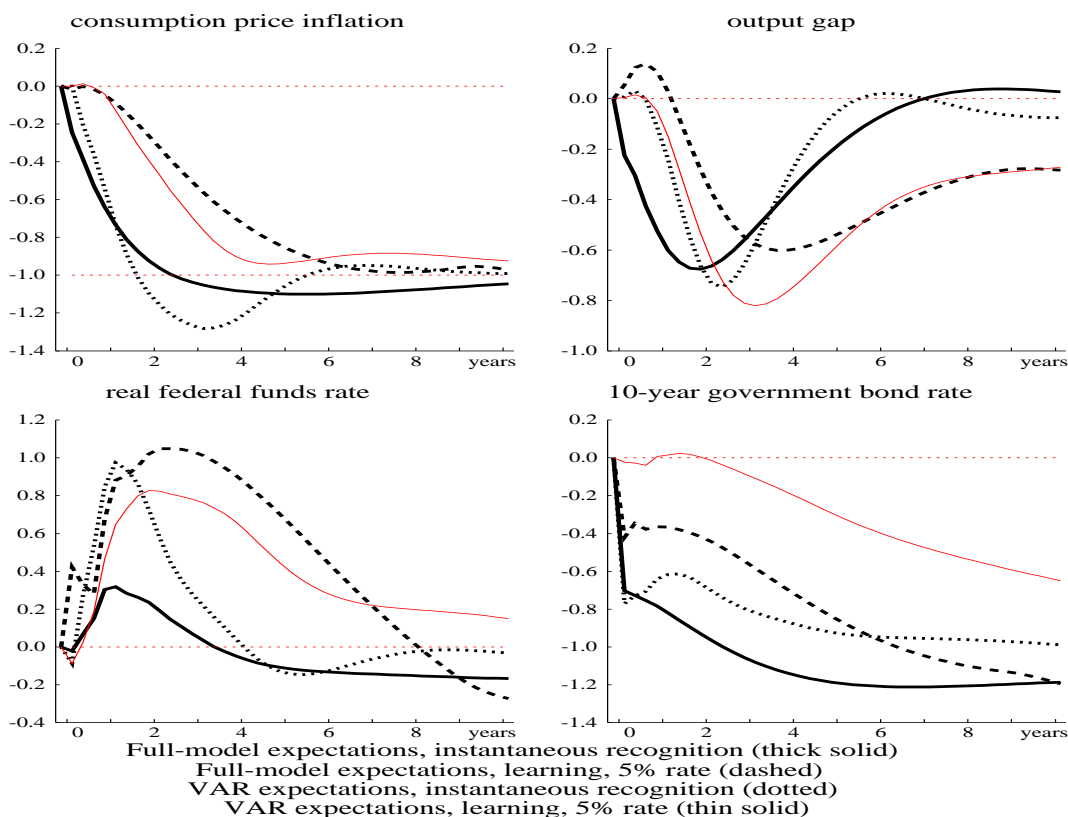 consumption price inflation
0.2
0.0
-0.2
-0.4
-0.6
-0.8
-1.0
-1.2
-1.4
0 2 4 6 8 years
output gap
0.2
0.0
-0.2
-0.4
-0.6
-0.8
-1.0
0 2 4 6 8 years
real federal funds rate
1.2
1.0
0.8
0.6
0.4
0.2
0.0
-0.2
-0.4
0 2 4 6 8 years
10-year government bond rate
0.2
0.0
-0.2
-0.4
-0.6
-0.8
-1.0
-1.2
-1.4
0 2 4 6 8 years
Full-model expectations, instantaneous recognition (thick solid)
Full-model expectations, learning, 5% rate (dashed)
VAR expectations, instantaneous recognition (dotted)
VAR expectations, learning, 5% rate (thin solid)